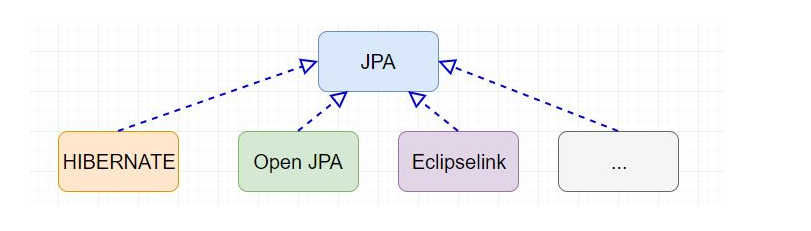 JPA
HIBERNATE
Open JPA
Eclipselink
...